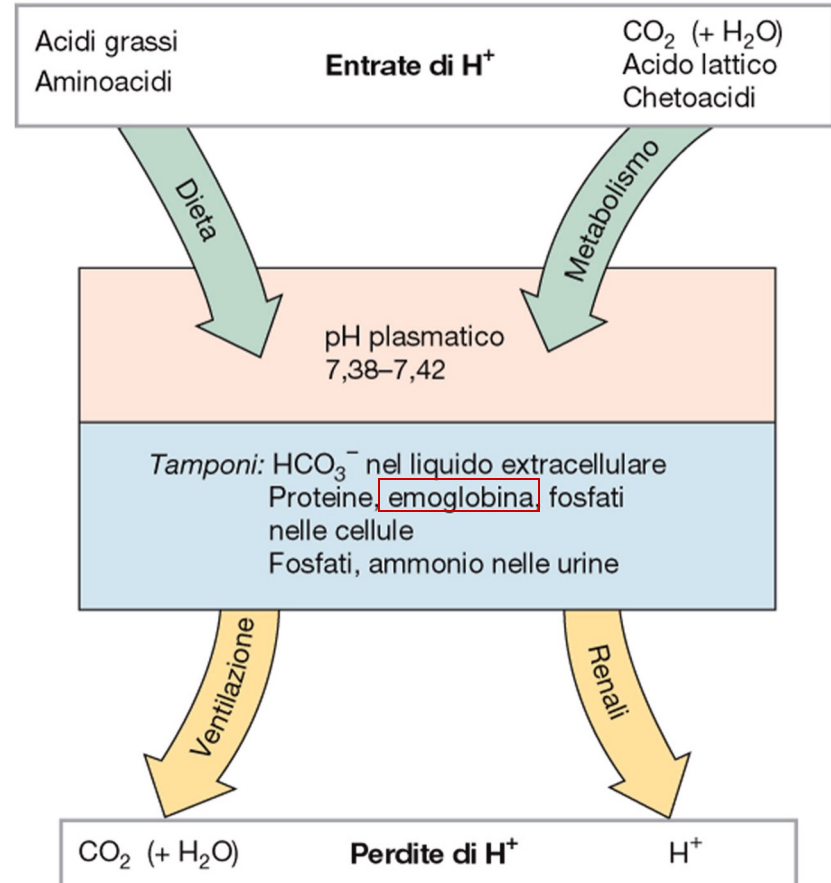 Acidi grassi
Aminoacidi
Entrate di H⁺
CO₂ (+ H₂O)
Acido lattico
Chetoacidi
Dieta
Metabolismo
pH plasmatico
7,38–7,42
Tamponi: HCO₃⁻ nel liquido extracellulare
Proteine, emoglobina, fosfati
nelle cellule
Fosfati, ammonio nelle urine
Ventilazione
Renali
CO₂ (+ H₂O)
Perdite di H⁺
H⁺